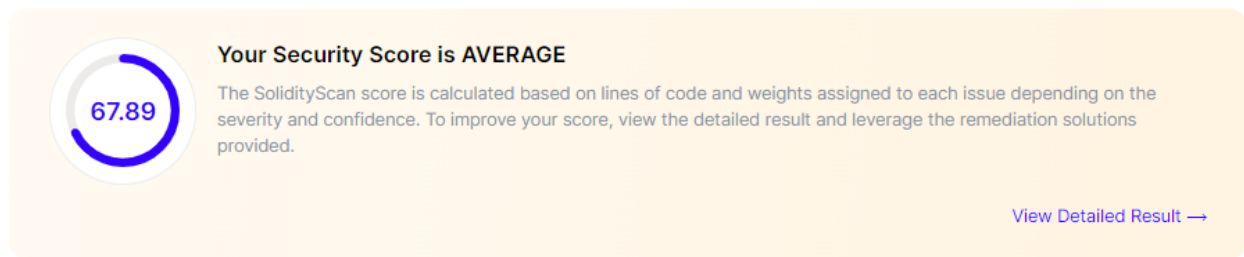 Your Security Score is AVERAGE
67.89
The SolidityScan score is calculated based on lines of code and weights assigned to each issue depending on the
severity and confidence. To improve your score, view the detailed result and leverage the remediation solutions
provided.
View Detailed Result →